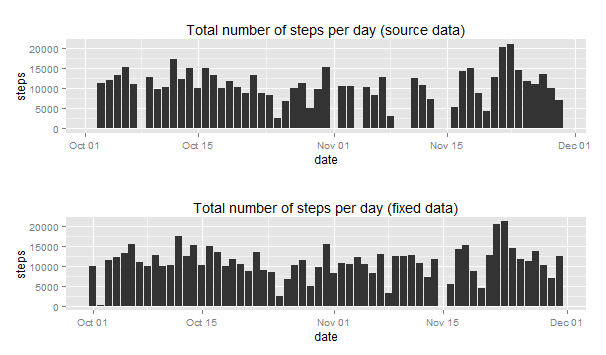 Total number of steps per day (source data)
20000
15000
10000
5000
0
steps
Oct 01 Oct 15 Nov 01 Nov 15 Dec 01
date
Total number of steps per day (fixed data)
20000
15000
10000
5000
0
steps
Oct 01 Oct 15 Nov 01 Nov 15 Dec 01
date